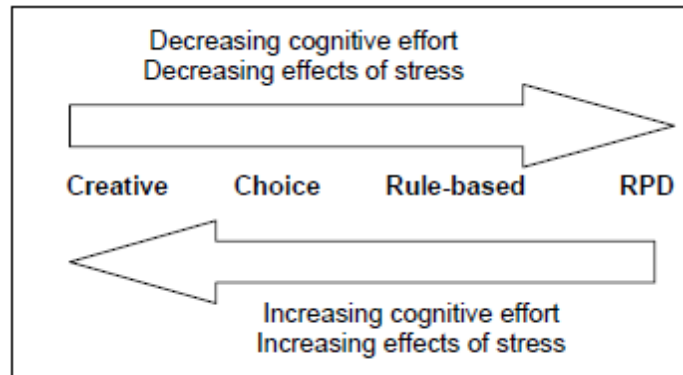 Decreasing cognitive effort
Decreasing effects of stress
Creative Choice Rule-based RPD
Increasing cognitive effort
Increasing effects of stress